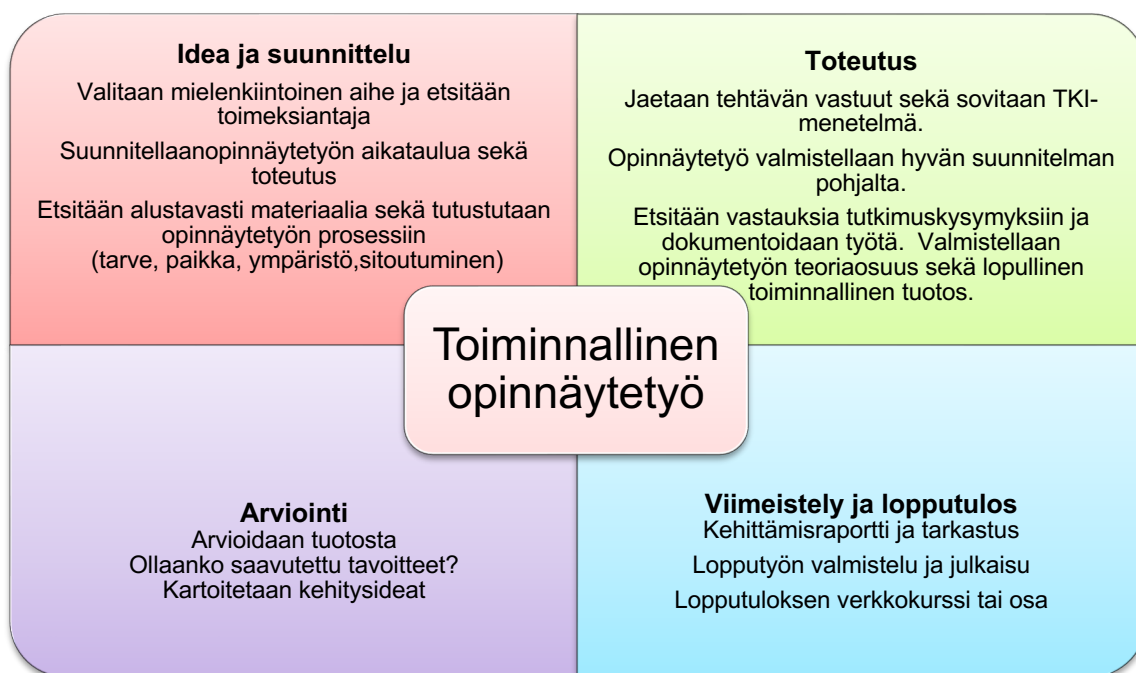 Idea ja suunnittelu
Valitaan mielenkiintoinen aihe ja etsitään
toimeksiantaja
Suunnitellaanopinnäytetyön aikataulua sekä
toteutus
Etsitään alustavasti materiaalia sekä tutustutaan
opinnäytetyön prosessiin
(tarve, paikka, ympäristö,sitoutuminen)
Toteutus
Jaetaan tehtävän vastuut sekä sovitaan TKI-
menetelmä.
Opinnäytetyö valmistellaan hyvän suunnitelman
pohjalta.
Etsitään vastauksia tutkimuskysymyksiin ja
dokumentoidaan työtä.  Valmistellaan
opinnäytetyön teoriaosuus sekä lopullinen
toiminnallinen tuotos.
Toiminnallinen
opinnäytetyö
Arviointi
Arvioidaan tuotosta
Ollaanko saavutettu tavoitteet?
Kartoitetaan kehitysideat
Viimeistely ja lopputulos
Kehittämisraportti ja tarkastus
Lopputyön valmistelu ja julkaisu
Lopputuloksen verkkokurssi tai osa